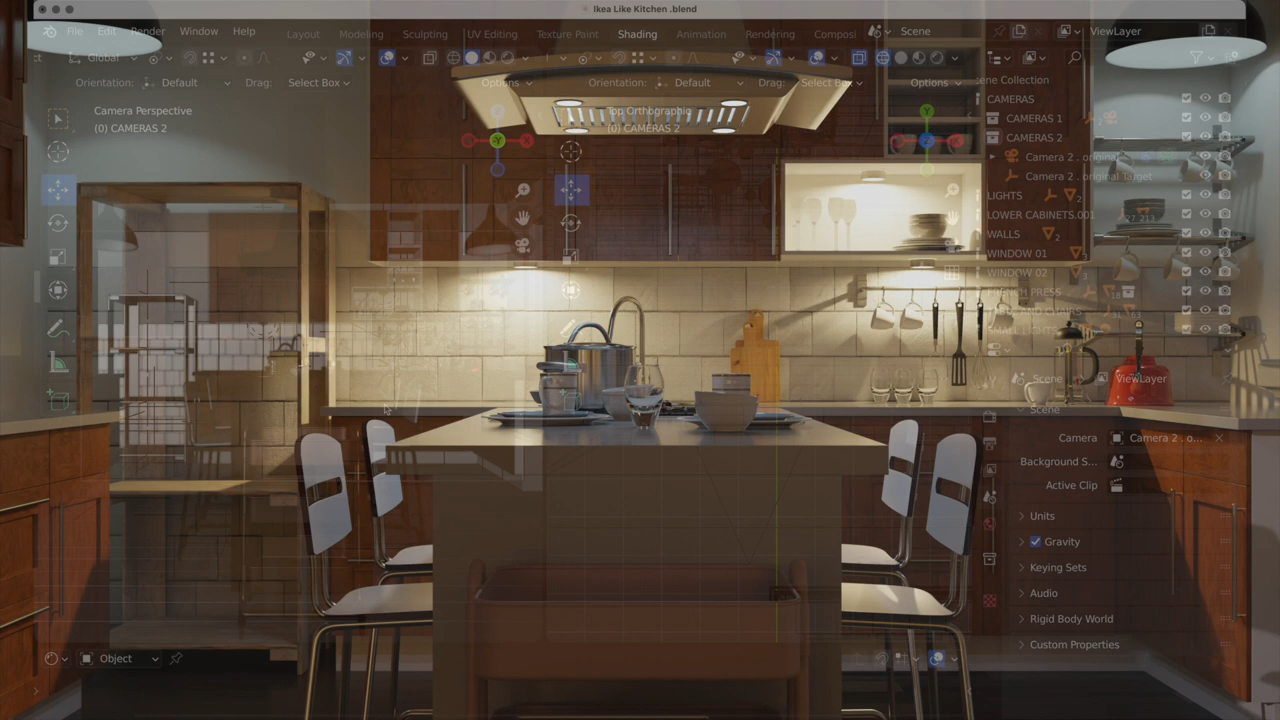 Ikea Like Kitchen .blend
File Edit Render Window Help
Layout Modeling Sculpting UV Editing Texture Paint Shading Animation Rendering Composi
Scene ViewLayer
Global
Orientation: Default Drag: Select Box Options
Orientation: Default Drag: Select Box Options
Camera Perspective
(0) CAMERAS 2
Top Orthographic
(0) CAMERAS 2
ene Collection
CAMERAS
CAMERAS 1
CAMERAS 2
Camera 2 . original
Camera 2 . original Target
LIGHTS
LOWER CABINETS.001
WALLS
WINDOW 01
WINDOW 02
Scene ViewLayer
Scene
Camera Camera 2 . o...
Background S...
Active Clip
Units
Gravity
Keying Sets
Audio
Rigid Body World
Custom Properties
Object